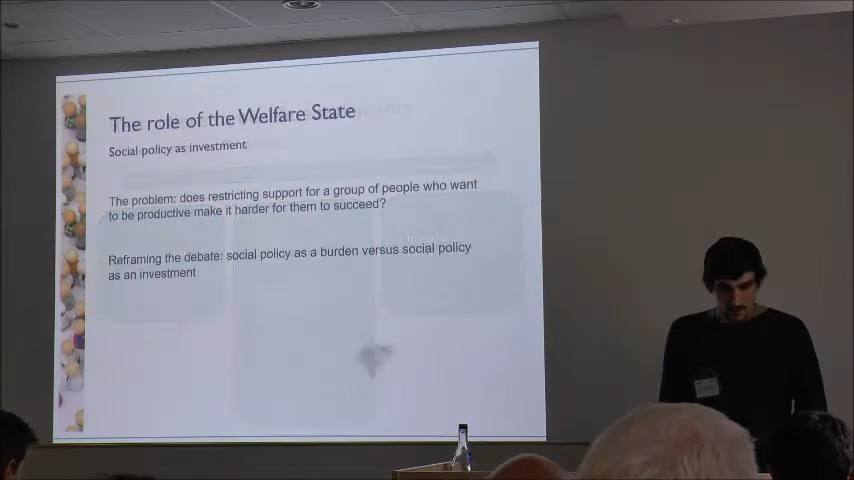 The role of the Welfare State
Social policy as investment
The problem: does restricting support for a group of people who want
to be productive make it harder for them to succeed?
Reframing the debate: social policy as a burden versus social policy
as an investment